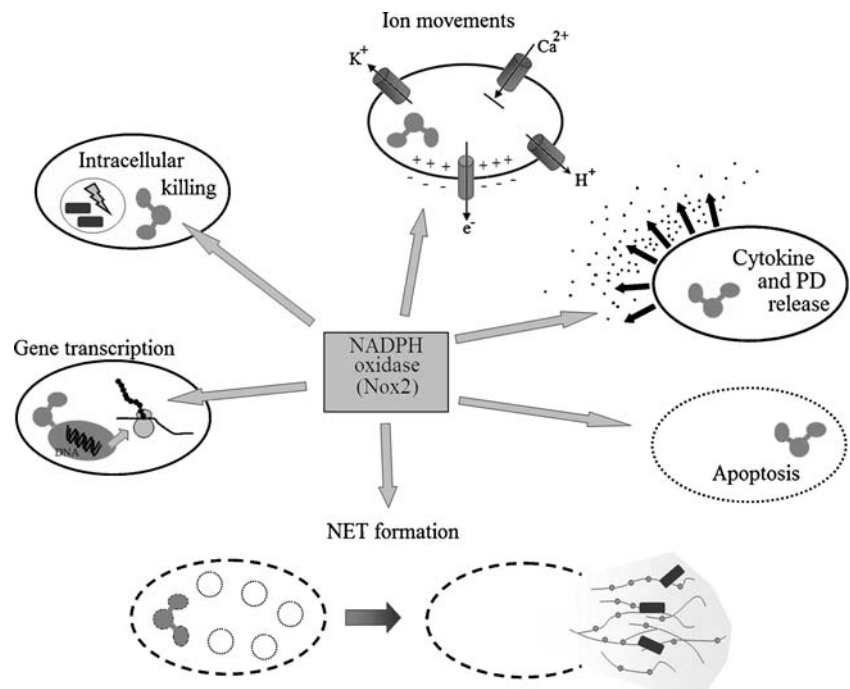 Ion movements
K+
Ca2+
H+
e-
Intracellular
killing
Cytokine
and PD
release
Gene transcription
DNA
NADPH
oxidase
(Nox2)
Apoptosis
NET formation